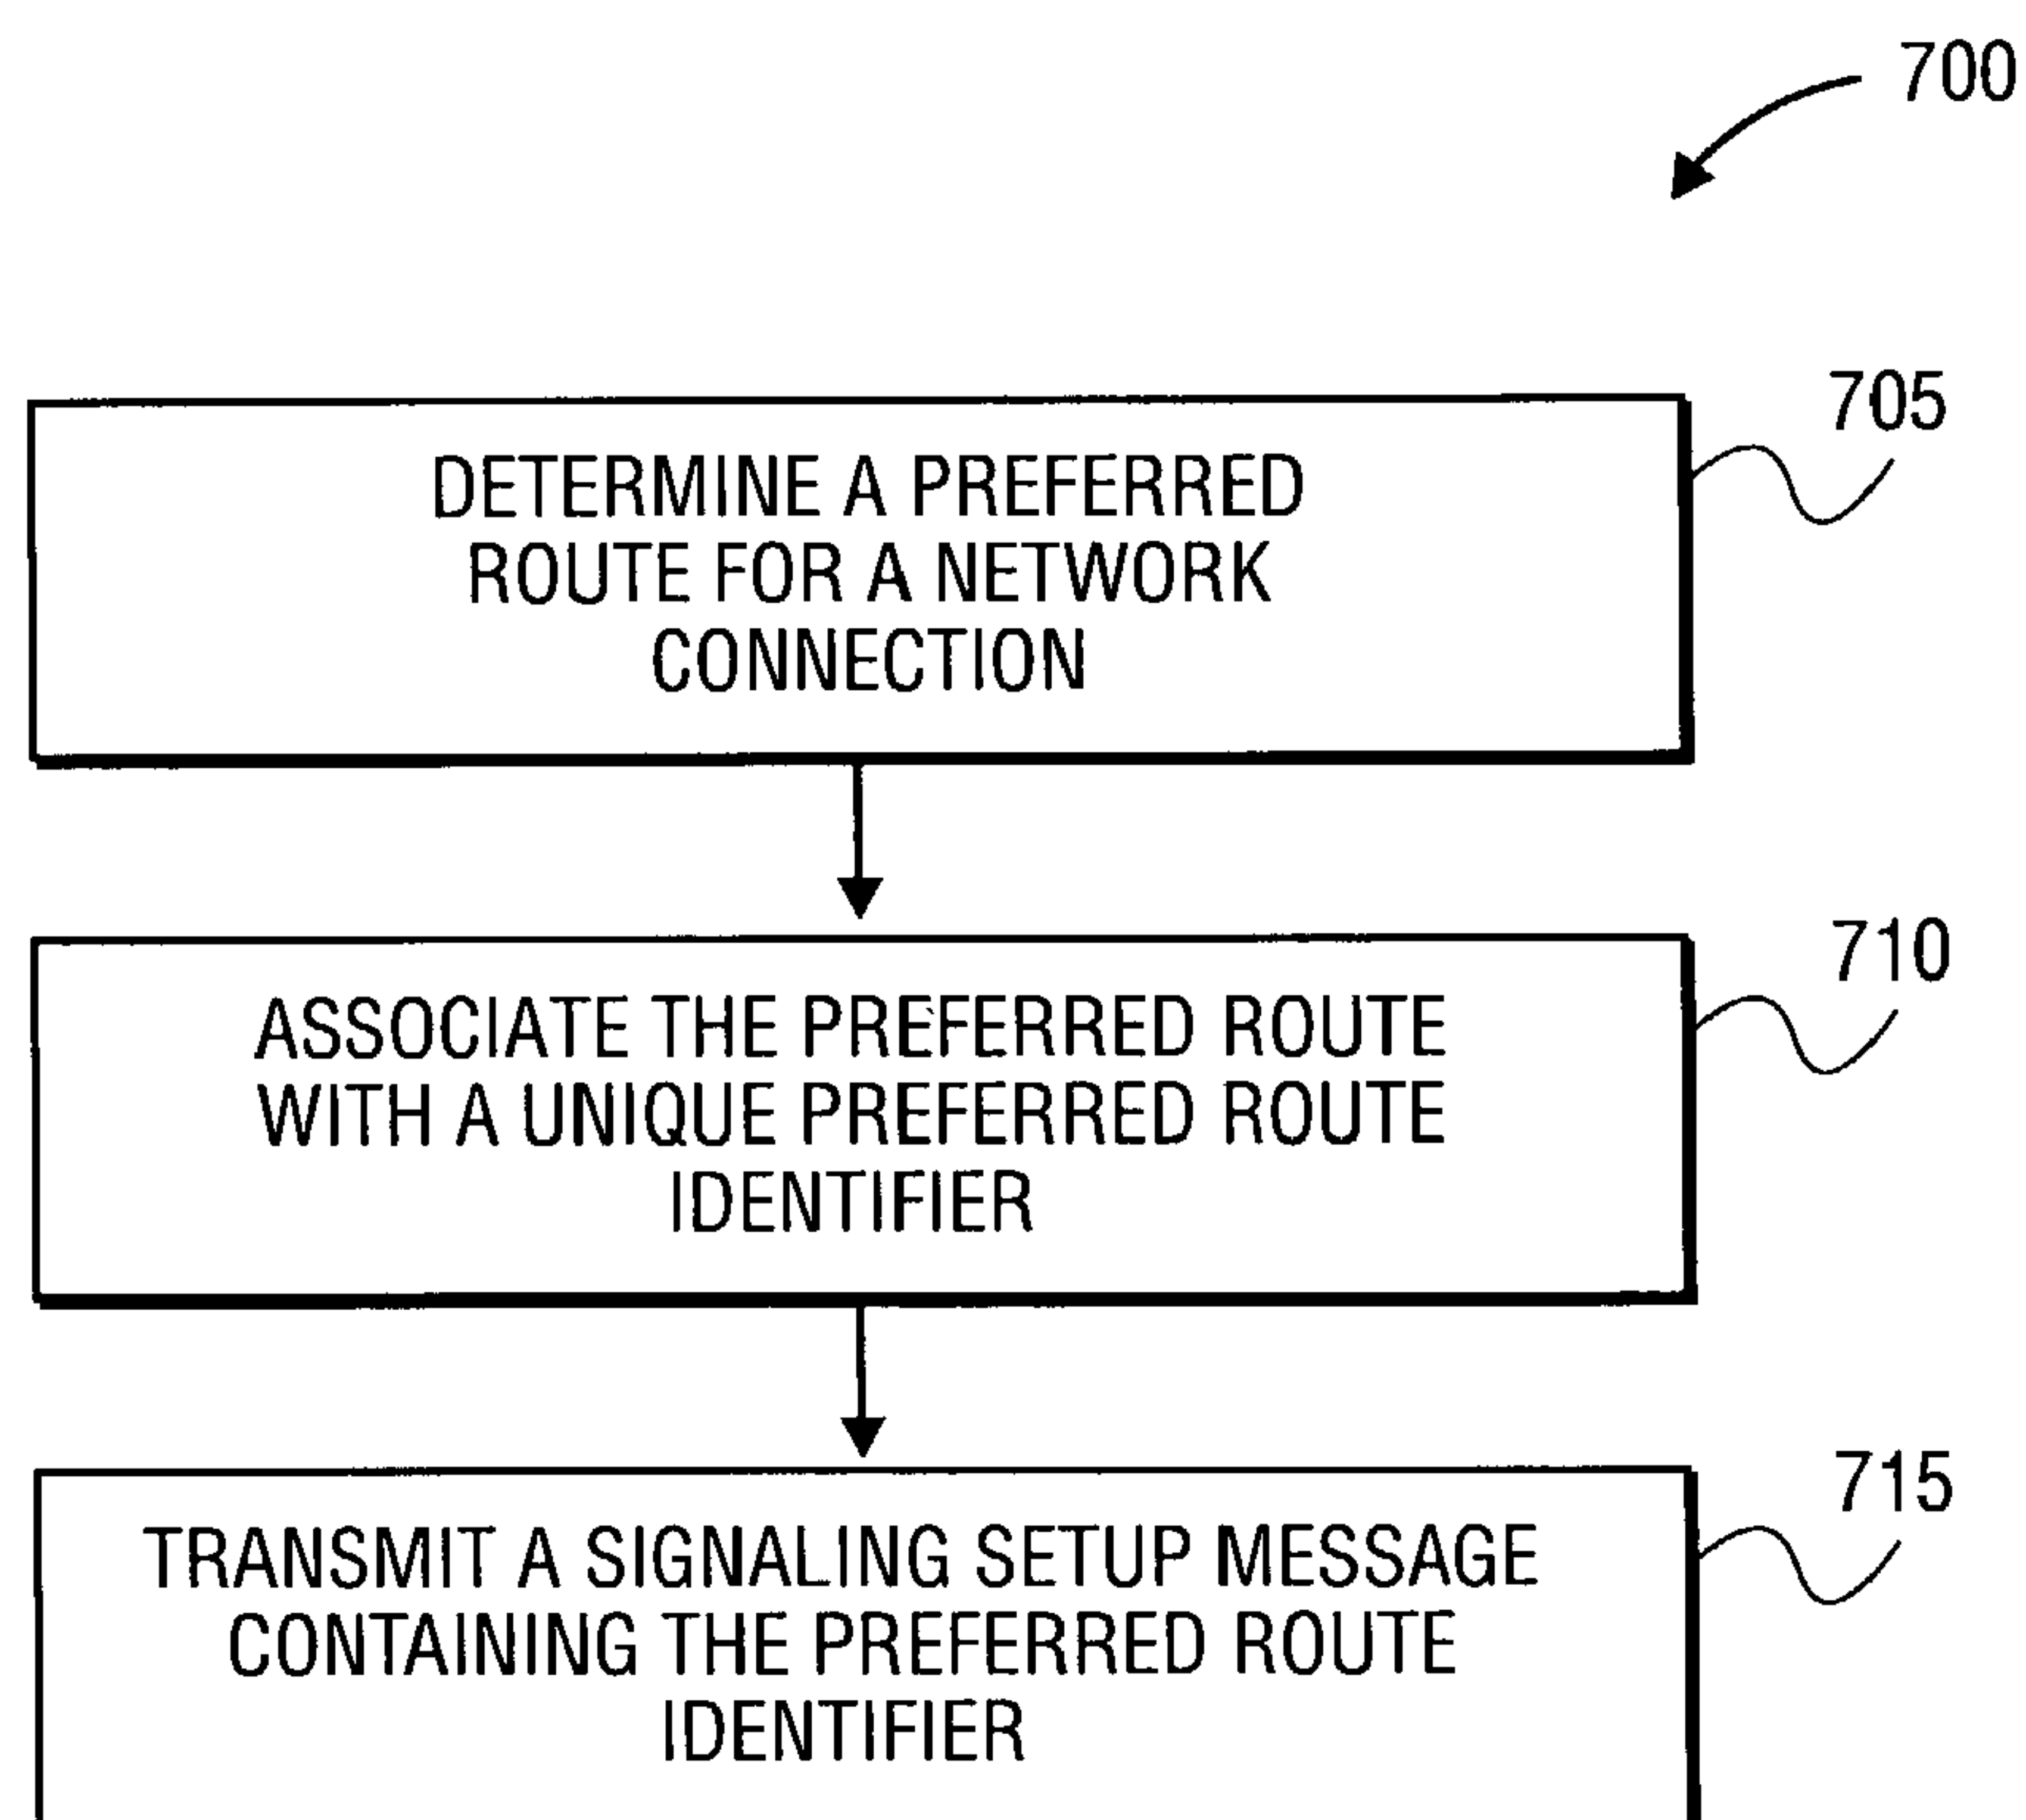 700
705
DETERMINE A PREFERRED
ROUTE FOR A NETWORK
CONNECTION
710
ASSOCIATE THE PREFERRED ROUTE
WITH A UNIQUE PREFERRED ROUTE
IDENTIFIER
715
TRANSMIT A SIGNALING SETUP MESSAGE
CONTAINING THE PREFERRED ROUTE
IDENTIFIER